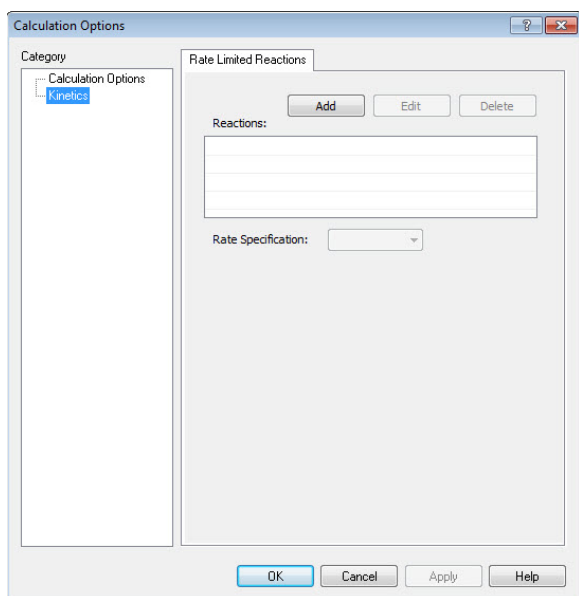 Calculation Options
Category
Calculation Options
Kinetics
Rate Limited Reactions
Add Edit Delete
Reactions:
Rate Specification:
OK Cancel Apply Help